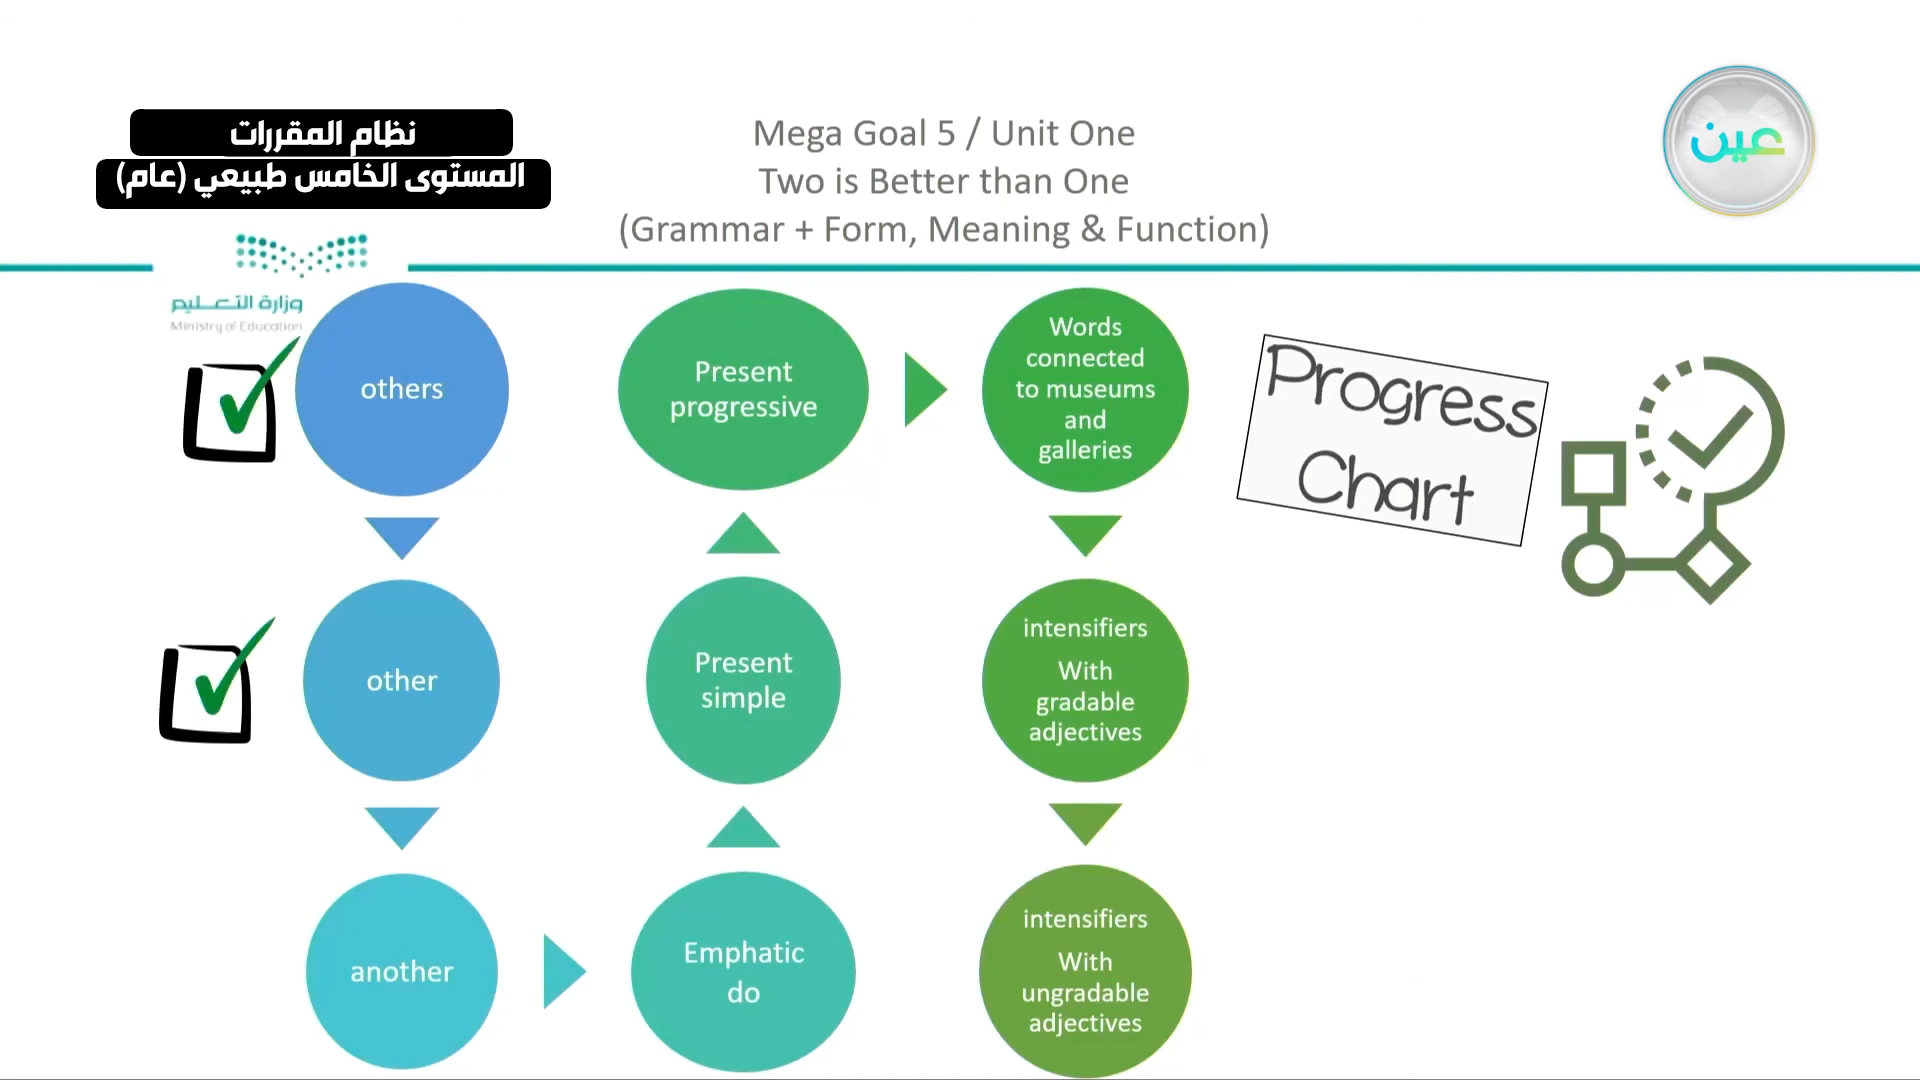 نظام المقررات
المستوى الخامس طبيعي (عام)
Mega Goal 5 / Unit One
Two is Better than One
(Grammar + Form, Meaning & Function)
عين
وزارة التعليم
Ministry of Education
others
other
another
Emphatic
do
Present
simple
Present
progressive
Words
connected
to museums
and
galleries
intensifiers
With
gradable
adjectives
intensifiers
With
ungradable
adjectives
Progress
Chart